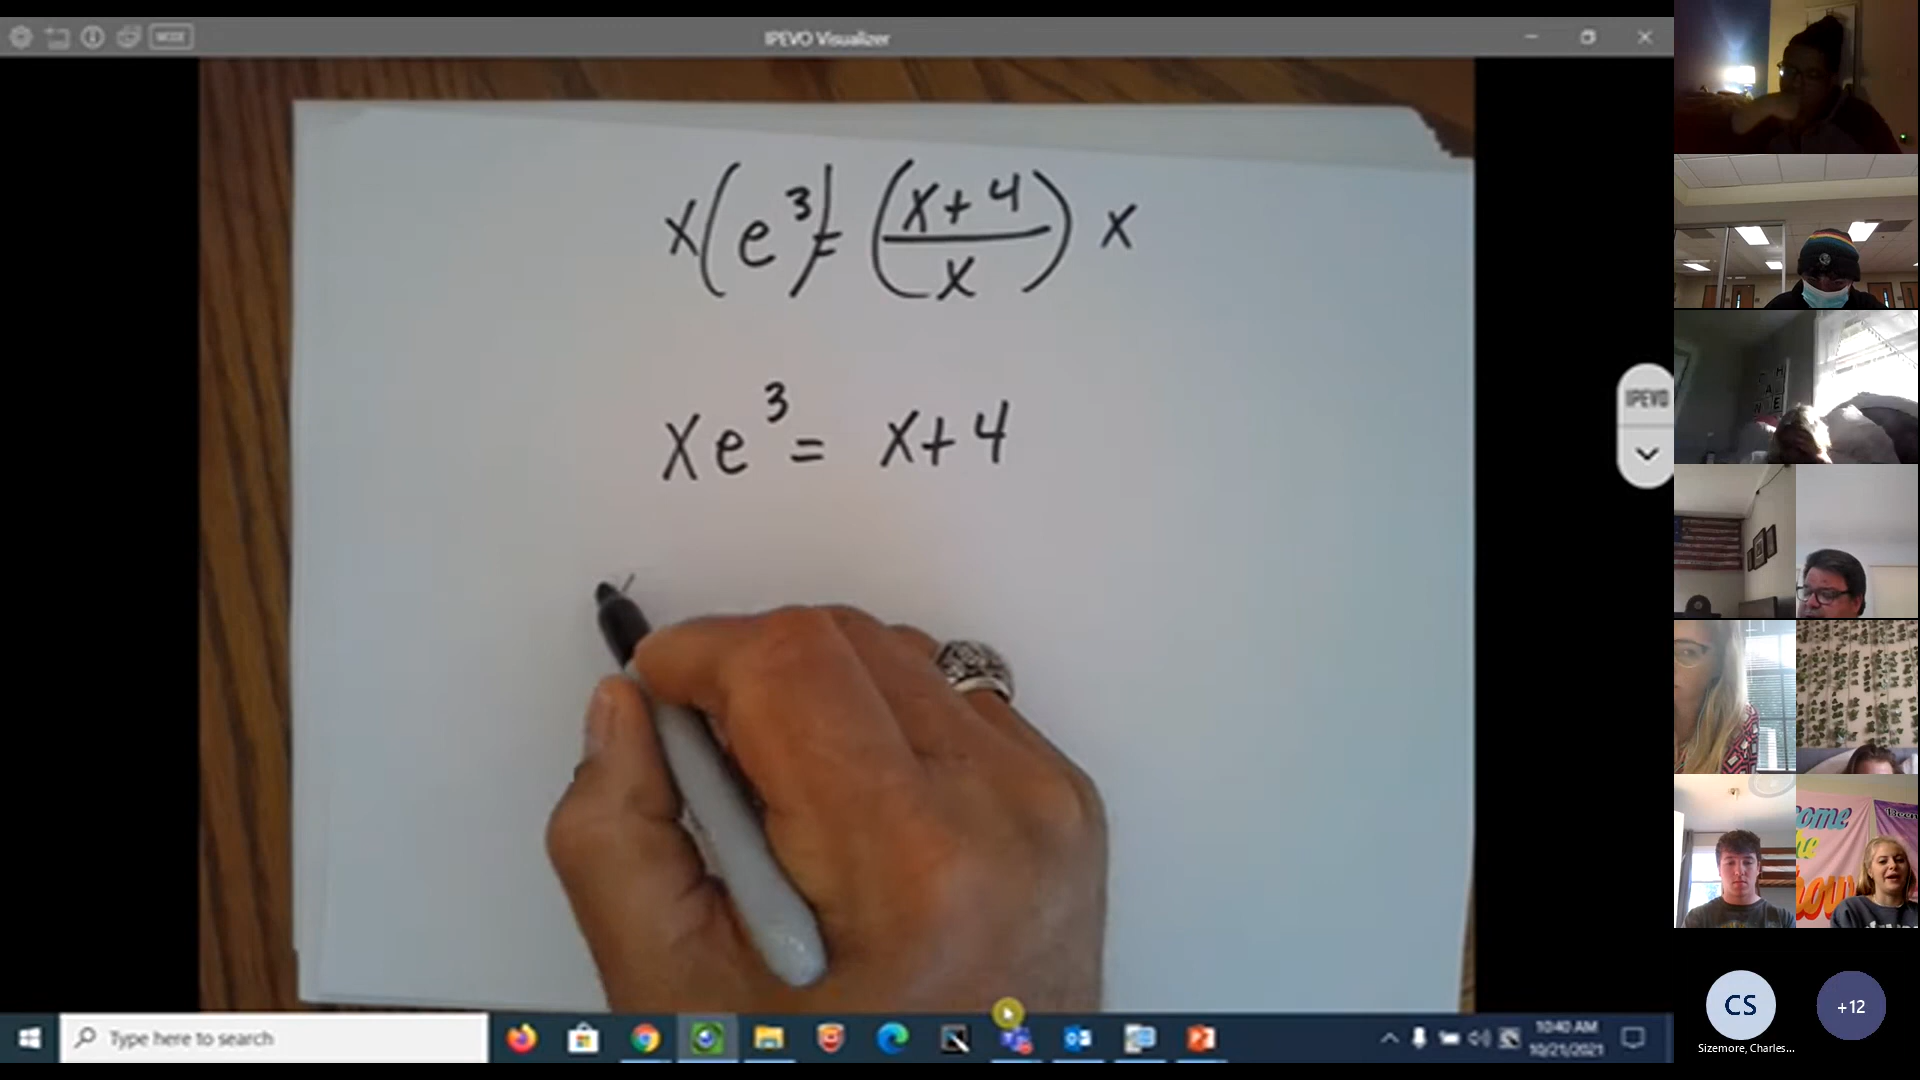 IPEVO Visualizer
x(e³) = (x+4/x) x
xe³ = x+4
IPEVO
Type here to search
10:40 AM
10/21/2021
CS
+12
Sizemore, Charles...